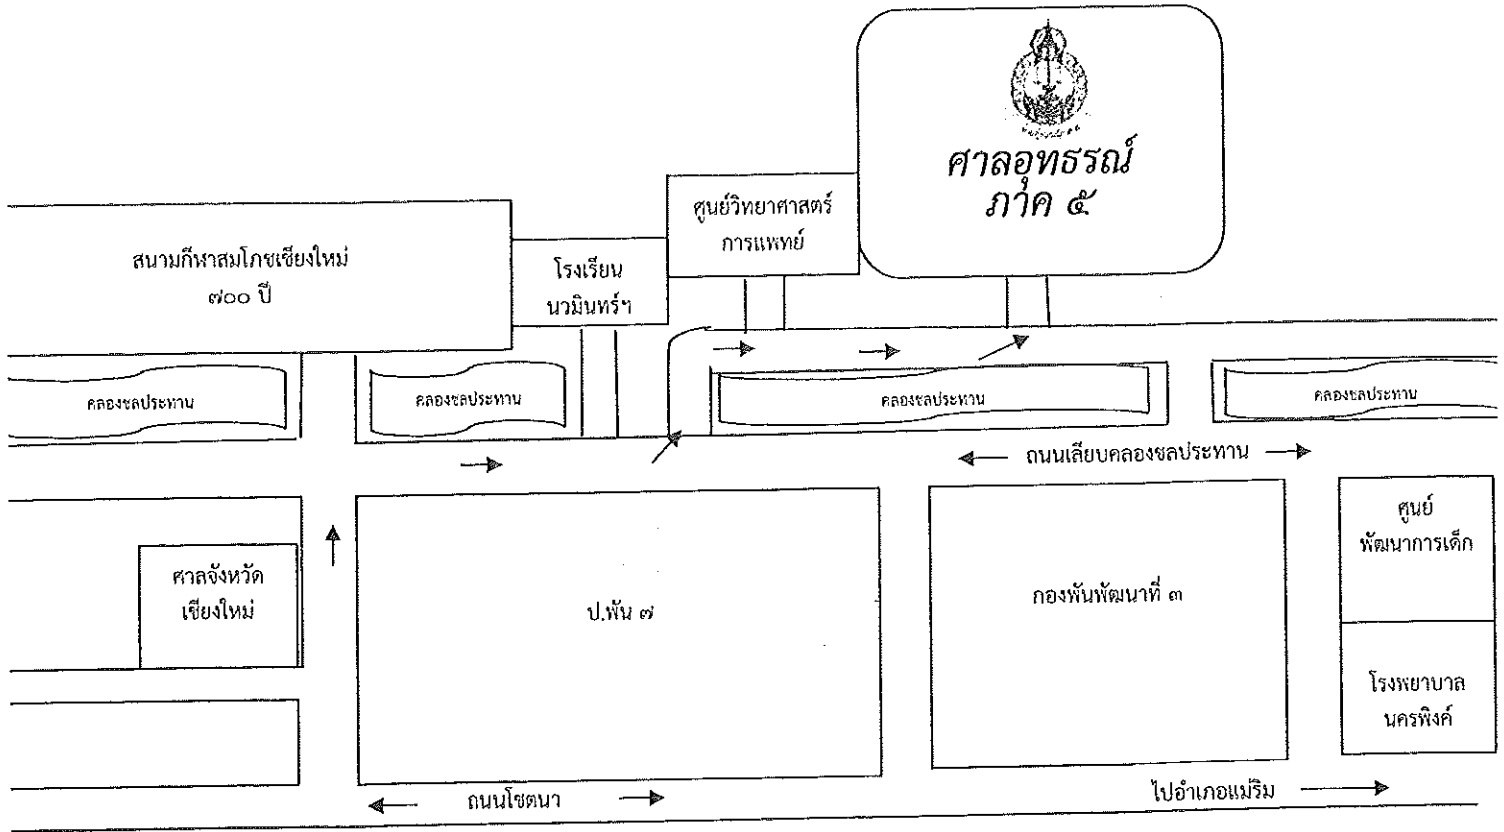 ศาลอุทธรณ์
ภาค ๕
ศูนย์วิทยาศาสตร์
การแพทย์
สนามกีฬาสมโภชเชียงใหม่
๗๐๐ ปี
โรงเรียน
นวมินทร์ฯ
คลองชลประทาน
คลองชลประทาน
คลองชลประทาน
คลองชลประทาน
ถนนเลียบคลองชลประทาน
ศูนย์
พัฒนาการเด็ก
ศาลจังหวัด
เชียงใหม่
ป.พัน ๗
กองพันพัฒนาที่ ๓
โรงพยาบาล
นครพิงค์
ถนนโชตนา
ไปอำเภอแม่ริม